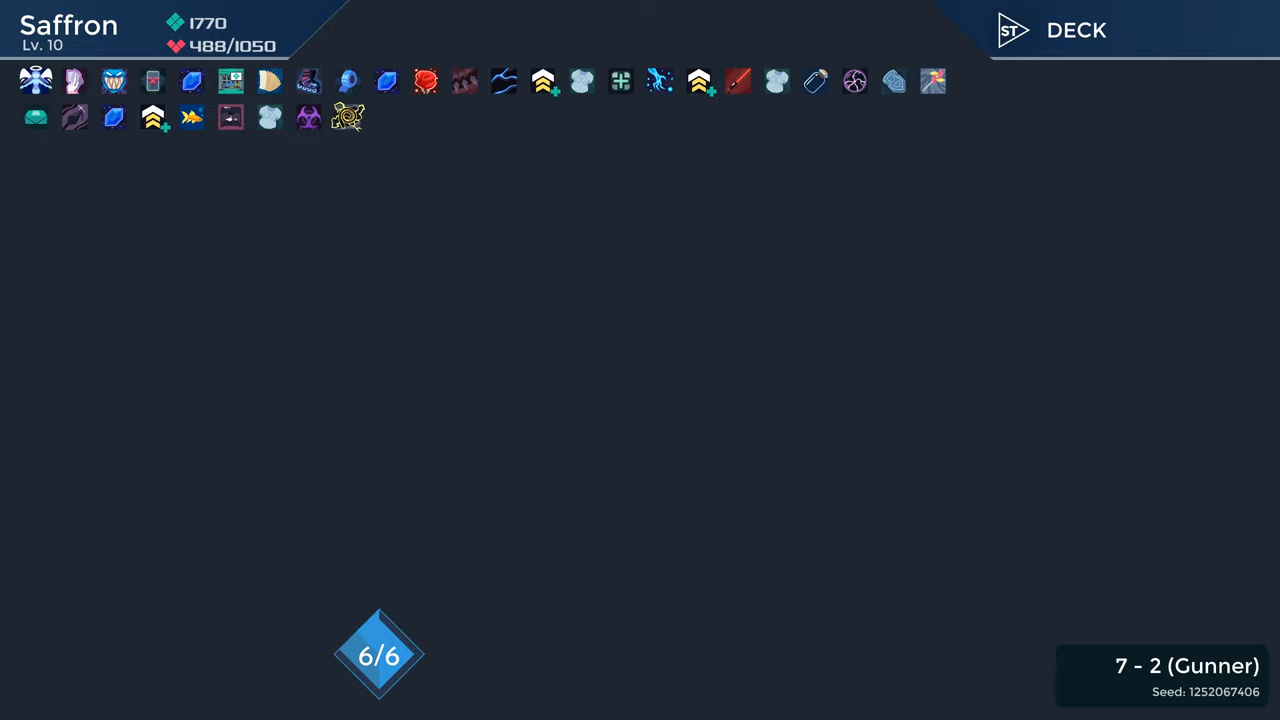 Saffron
Lv. 10
1770
488/1050
ST
DECK
6/6
7 - 2 (Gunner)
Seed: 1252067406